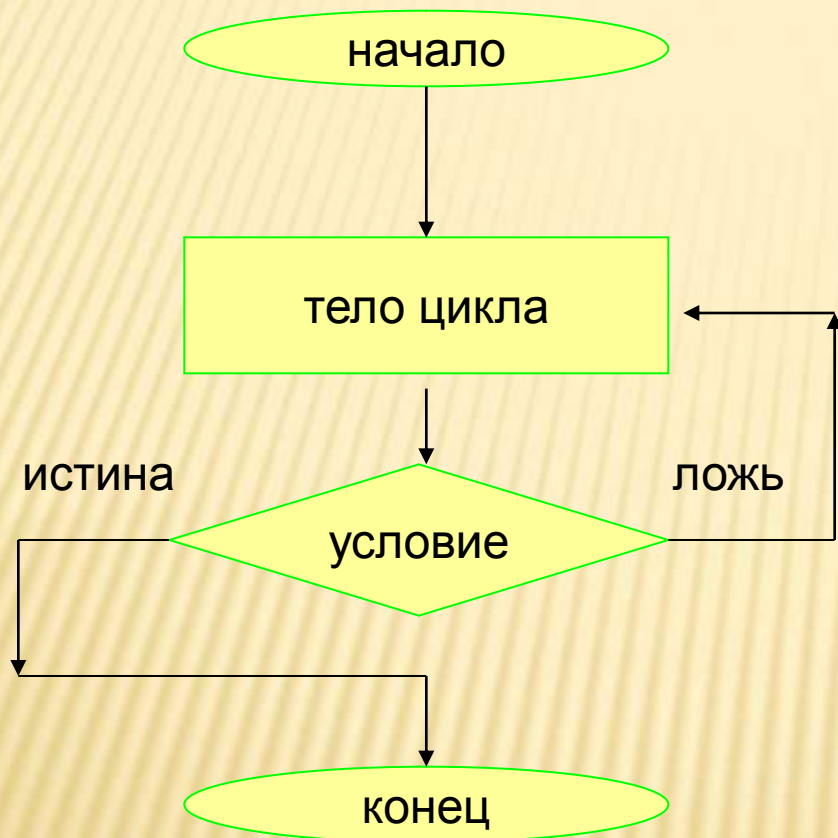 начало
тело цикла
истина
ложь
условие
конец